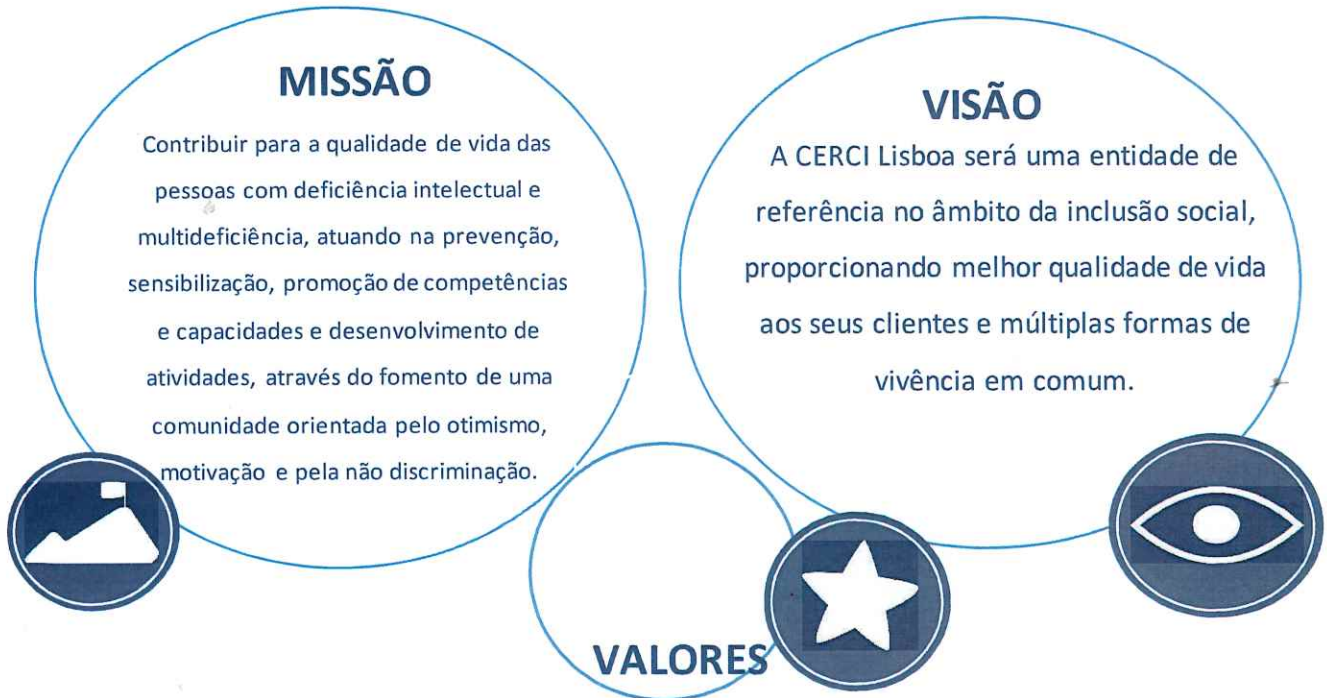 MISSÃO
Contribuir para a qualidade de vida das
pessoas com deficiência intelectual e
multideficiência, atuando na prevenção,
sensibilização, promoção de competências
e capacidades e desenvolvimento de
atividades, através do fomento de uma
comunidade orientada pelo otimismo,
motivação e pela não discriminação.
VISÃO
A CERCI Lisboa será uma entidade de
referência no âmbito da inclusão social,
proporcionando melhor qualidade de vida
aos seus clientes e múltiplas formas de
vivência em comum.
VALORES